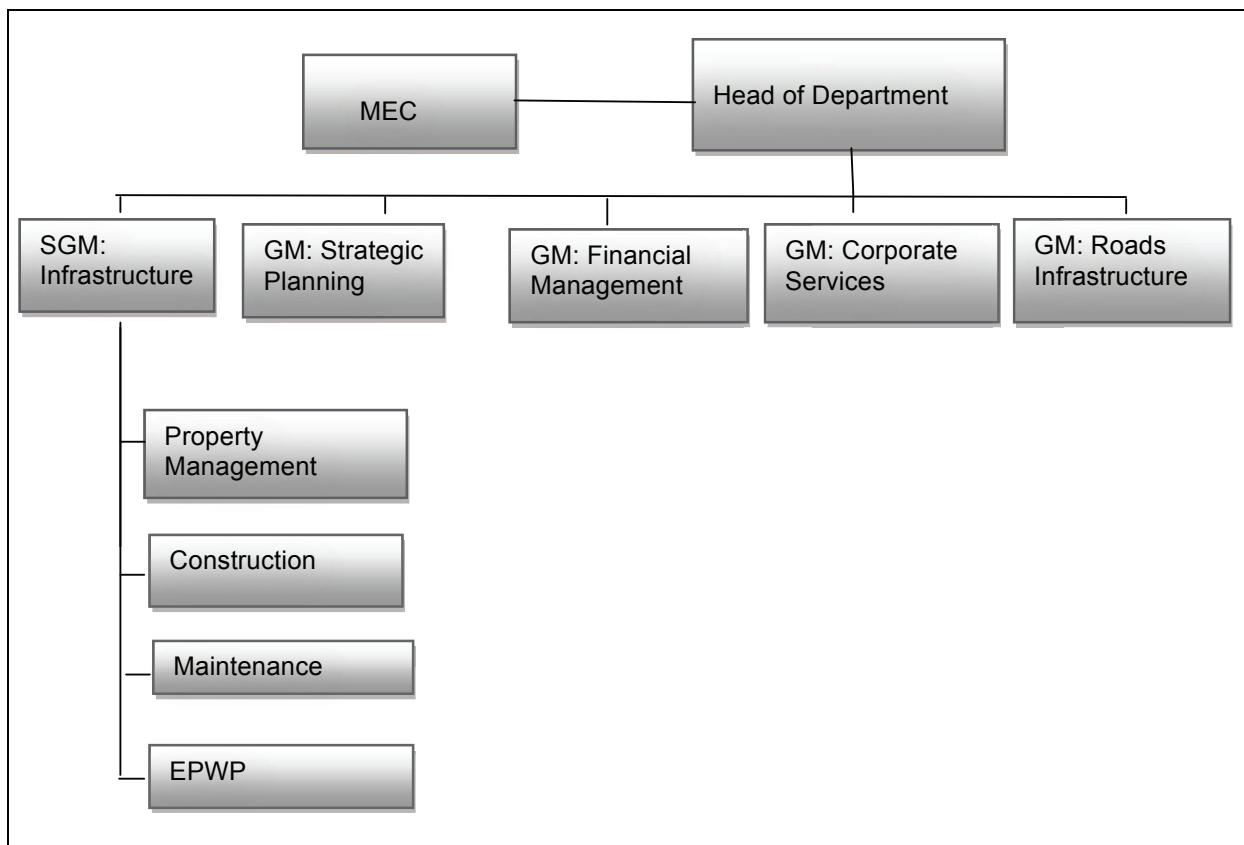 MEC
Head of Department
SGM:
Infrastructure
GM: Strategic
Planning
GM: Financial
Management
GM: Corporate
Services
GM: Roads
Infrastructure
Property
Management
Construction
Maintenance
EPWP